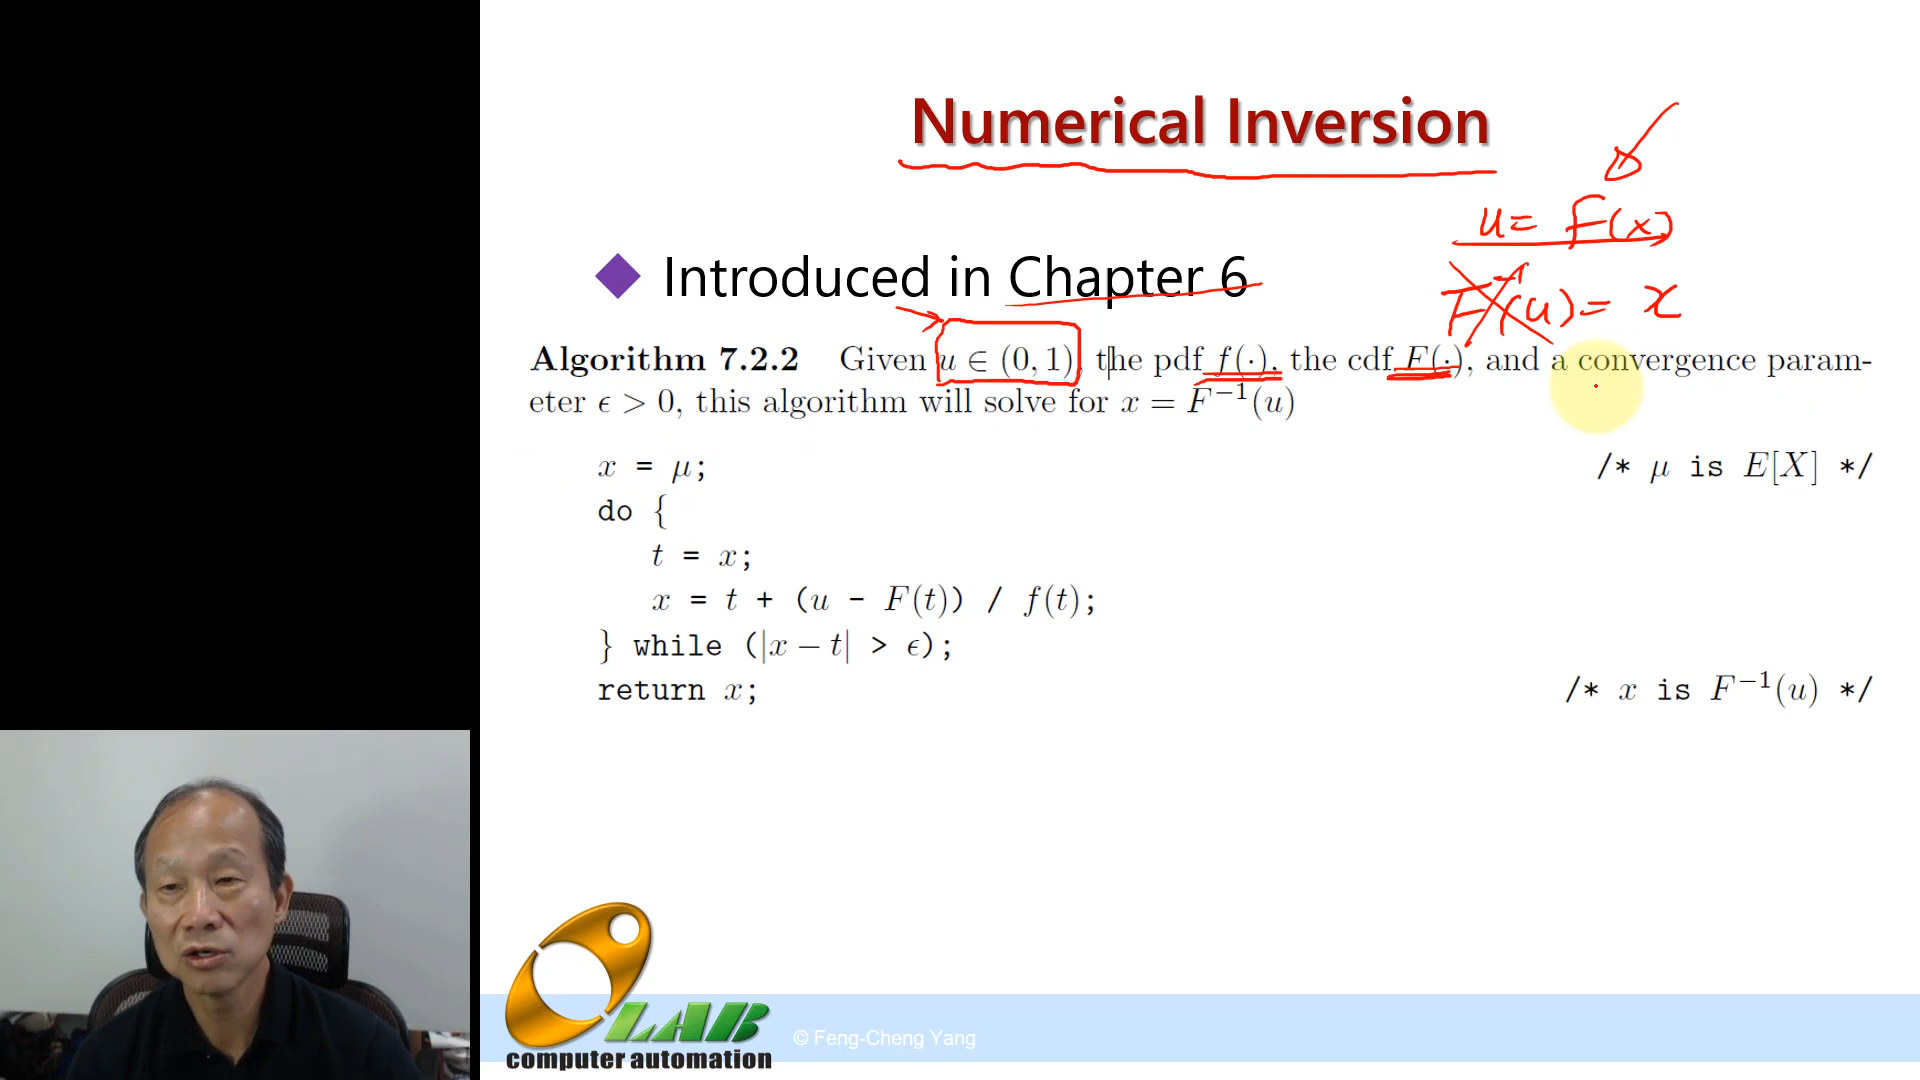 Numerical Inversion
u = F(x)
◆ Introduced in Chapter 6
F⁻¹(u) = x
Algorithm 7.2.2 Given u ∈ (0, 1), the pdf f(·), the cdf F(·), and a convergence param-
eter ϵ > 0, this algorithm will solve for x = F⁻¹(u)
x = μ; /* μ is E[X] */
do {
t = x;
x = t + (u - F(t)) / f(t);
} while (|x − t| > ϵ);
return x; /* x is F⁻¹(u) */
LAB
computer automation
© Feng-Cheng Yang